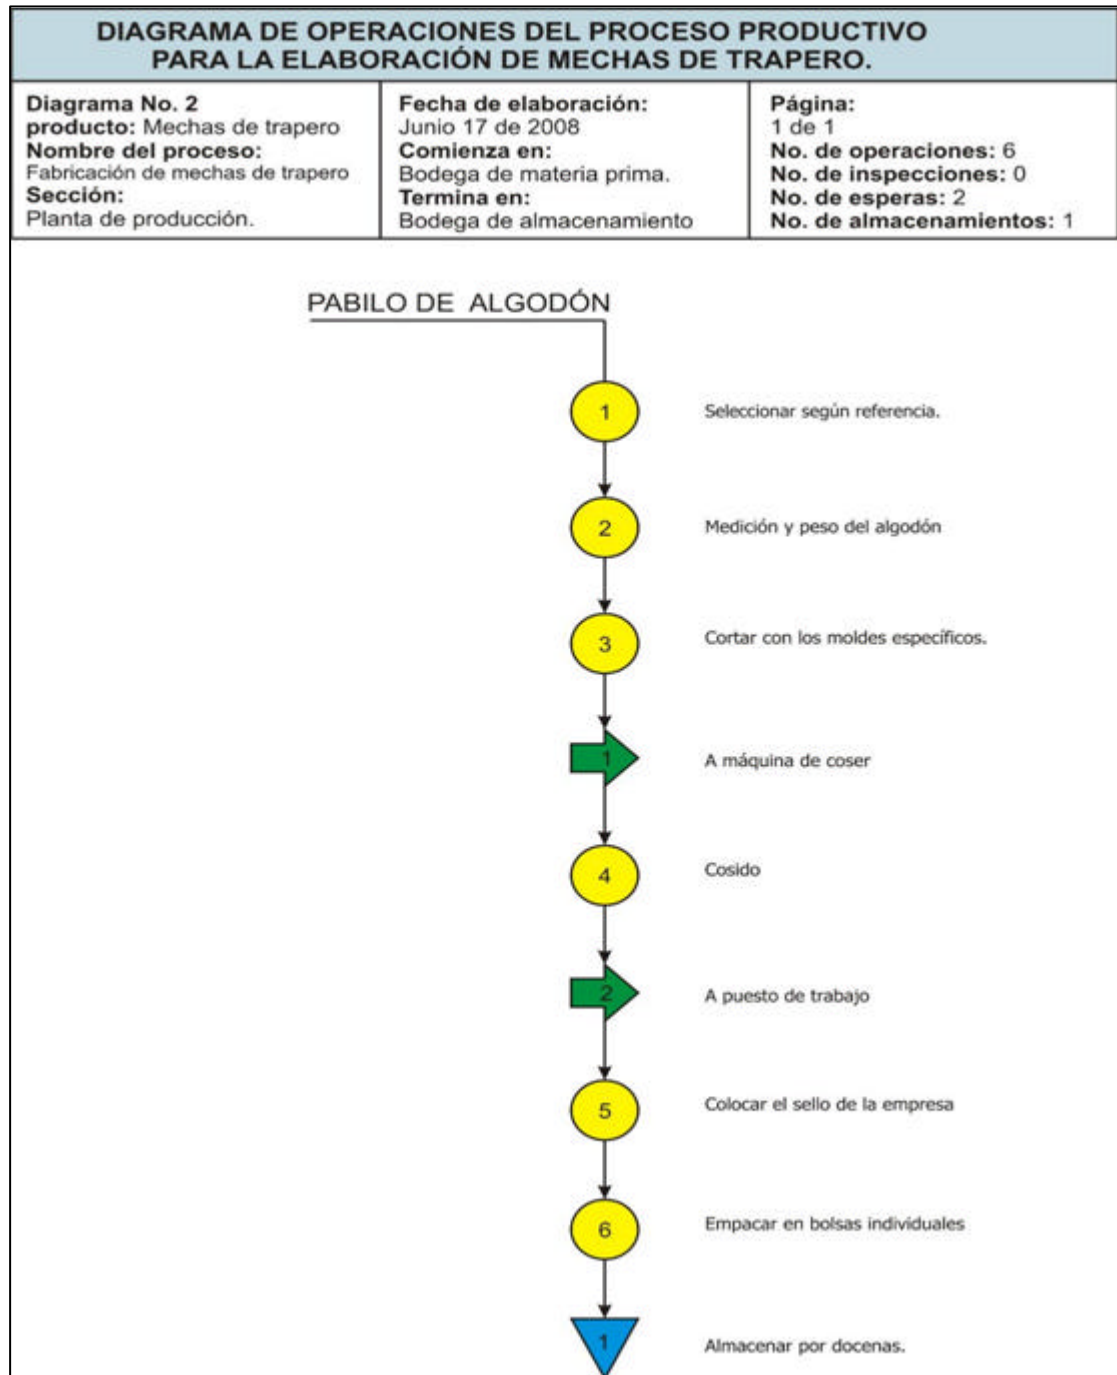 DIAGRAMA DE OPERACIONES DEL PROCESO PRODUCTIVO
PARA LA ELABORACIÓN DE MECHAS DE TRAPERO.
Diagrama No. 2
producto: Mechas de trapero
Nombre del proceso:
Fabricación de mechas de trapero
Sección:
Planta de producción.
Fecha de elaboración:
Junio 17 de 2008
Comienza en:
Bodega de materia prima.
Termina en:
Bodega de almacenamiento
Página:
1 de 1
No. de operaciones: 6
No. de inspecciones: 0
No. de esperas: 2
No. de almacenamientos: 1
PABILO DE ALGODÓN
1 Seleccionar según referencia.
2 Medición y peso del algodón
3 Cortar con los moldes específicos.
1 A máquina de coser
4 Cosido
2 A puesto de trabajo
5 Colocar el sello de la empresa
6 Empacar en bolsas individuales
1 Almacenar por docenas.